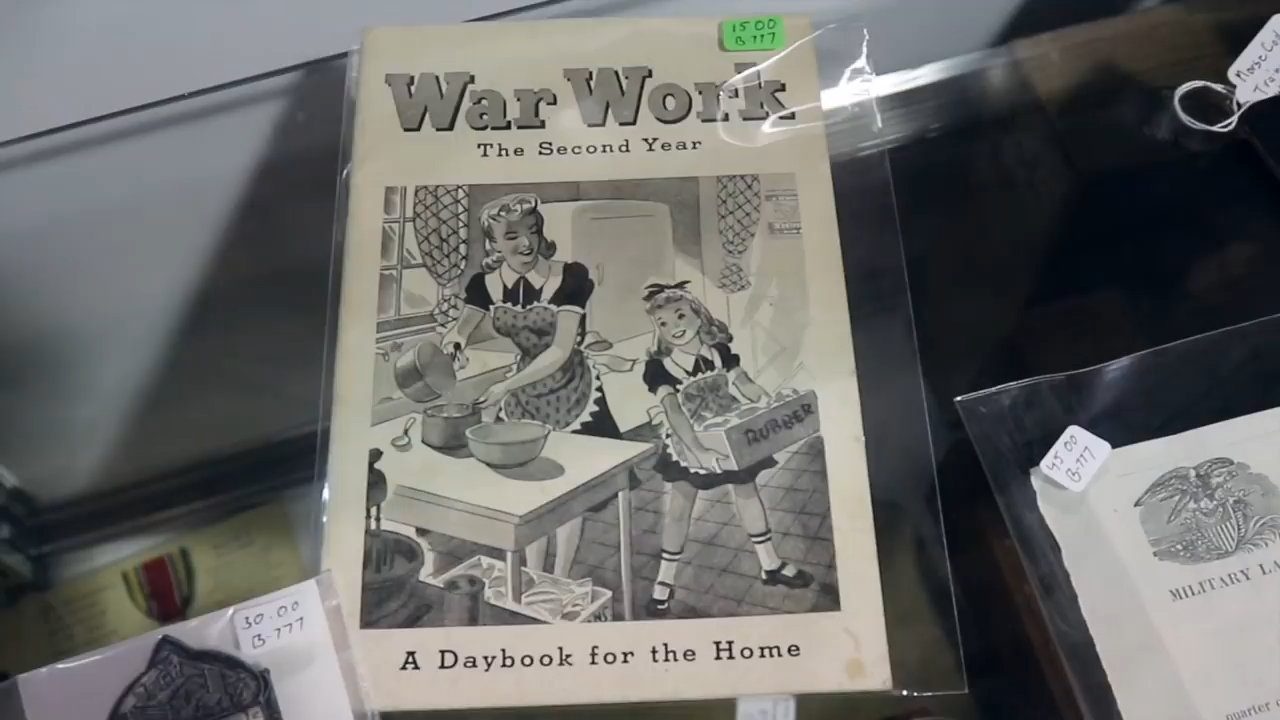 15 00
B 777
War Work
The Second Year
RUBBER
A Daybook for the Home
30.00
B-777
45.00
B-777
MILITARY LA
quarter